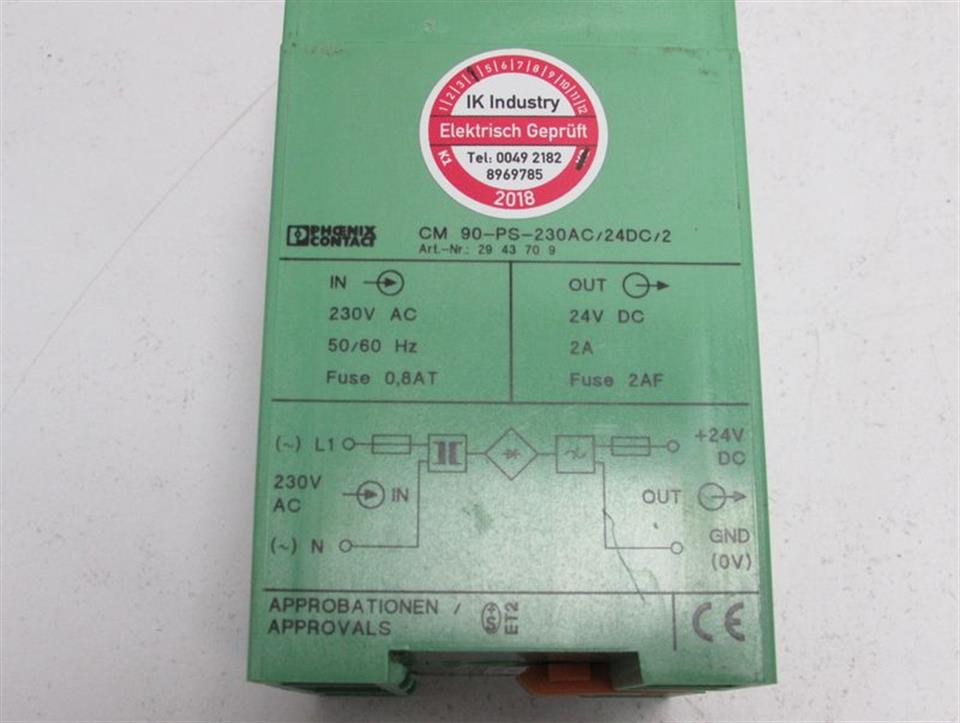 1 2 3 5 6 7 8 9 10 11 12
IK Industry
Elektrisch Geprüft
K1
Tel: 0049 2182
8969785
2018
PHŒNIX
CONTACT
CM 90-PS-230AC/24DC/2
Art.-Nr.: 29 43 70 9
IN
230V AC
50/60 Hz
Fuse 0,8AT
OUT
24V DC
2A
Fuse 2AF
(~) L1
+24V
DC
230V
AC
IN
OUT
(~) N
GND
(0V)
APPROBATIONEN /
APPROVALS
+S
ET2
CE